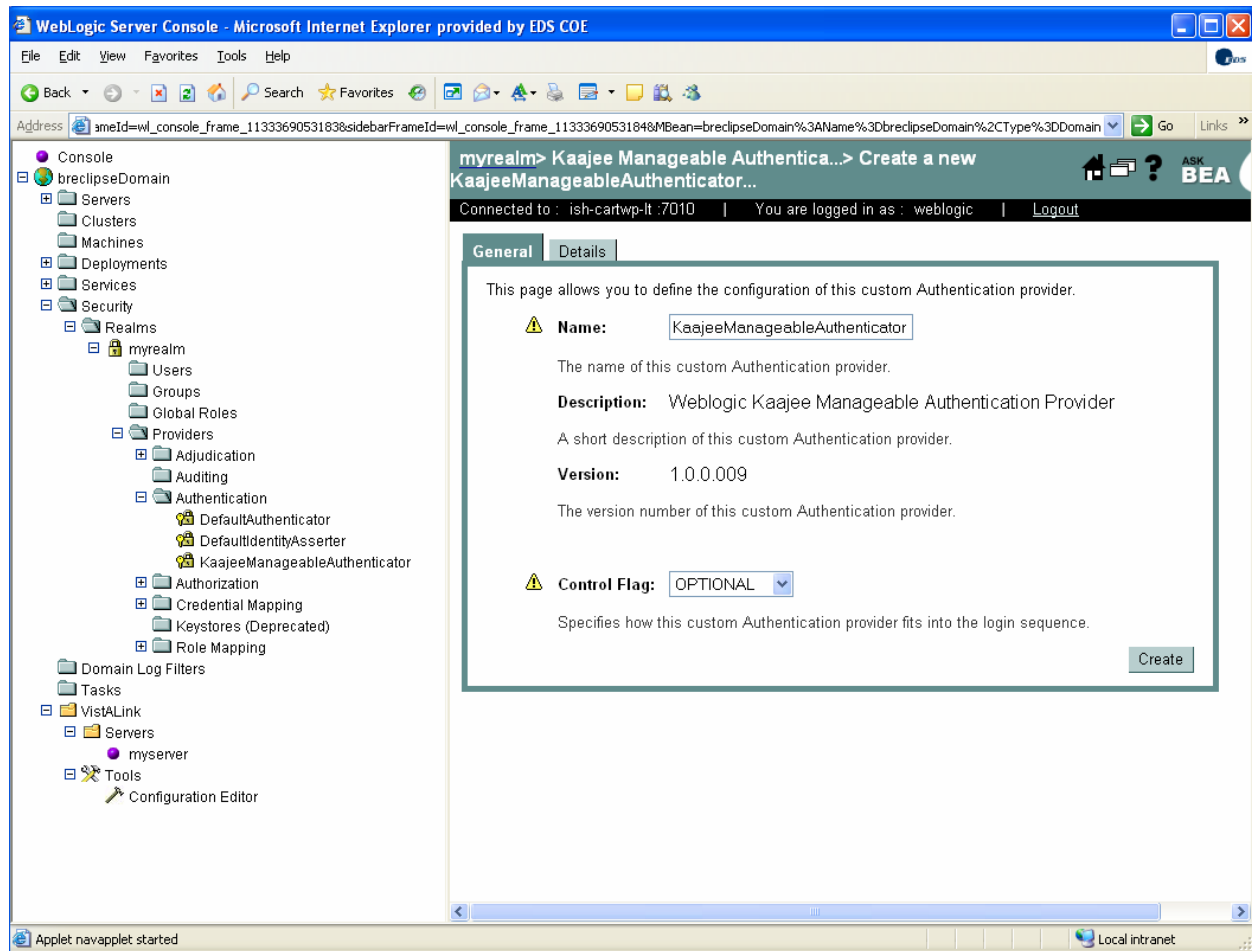 WebLogic Server Console - Microsoft Internet Explorer provided by EDS COE
File Edit View Favorites Tools Help
EDS
Back Search Favorites
Address ameId=wl_console_frame_1133369053183&sidebarFrameId=wl_console_frame_1133369053184&MBean=breclipseDomain%3AName%3DbreclipseDomain%2CType%3DDomain Go Links »
Console
breclipseDomain
Servers
Clusters
Machines
Deployments
Services
Security
Realms
myrealm
Users
Groups
Global Roles
Providers
Adjudication
Auditing
Authentication
DefaultAuthenticator
DefaultIdentityAsserter
KaajeeManageableAuthenticator
Authorization
Credential Mapping
Keystores (Deprecated)
Role Mapping
Domain Log Filters
Tasks
VistALink
Servers
myserver
Tools
Configuration Editor
myrealm> Kaajee Manageable Authentica...> Create a new
KaajeeManageableAuthenticator...
? ASK BEA
Connected to : ish-cartwp-lt :7010 | You are logged in as : weblogic | Logout
General Details
This page allows you to define the configuration of this custom Authentication provider.
Name: KaajeeManageableAuthenticator
The name of this custom Authentication provider.
Description: Weblogic Kaajee Manageable Authentication Provider
A short description of this custom Authentication provider.
Version: 1.0.0.009
The version number of this custom Authentication provider.
Control Flag: OPTIONAL
Specifies how this custom Authentication provider fits into the login sequence.
Create
Applet navapplet started
Local intranet